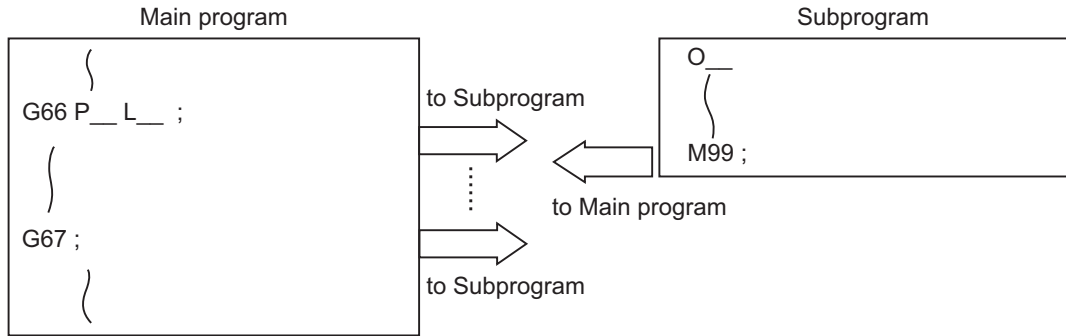 Main program
G66 P__ L__ ;
G67 ;
to Subprogram
to Main program
to Subprogram
Subprogram
O__
M99 ;